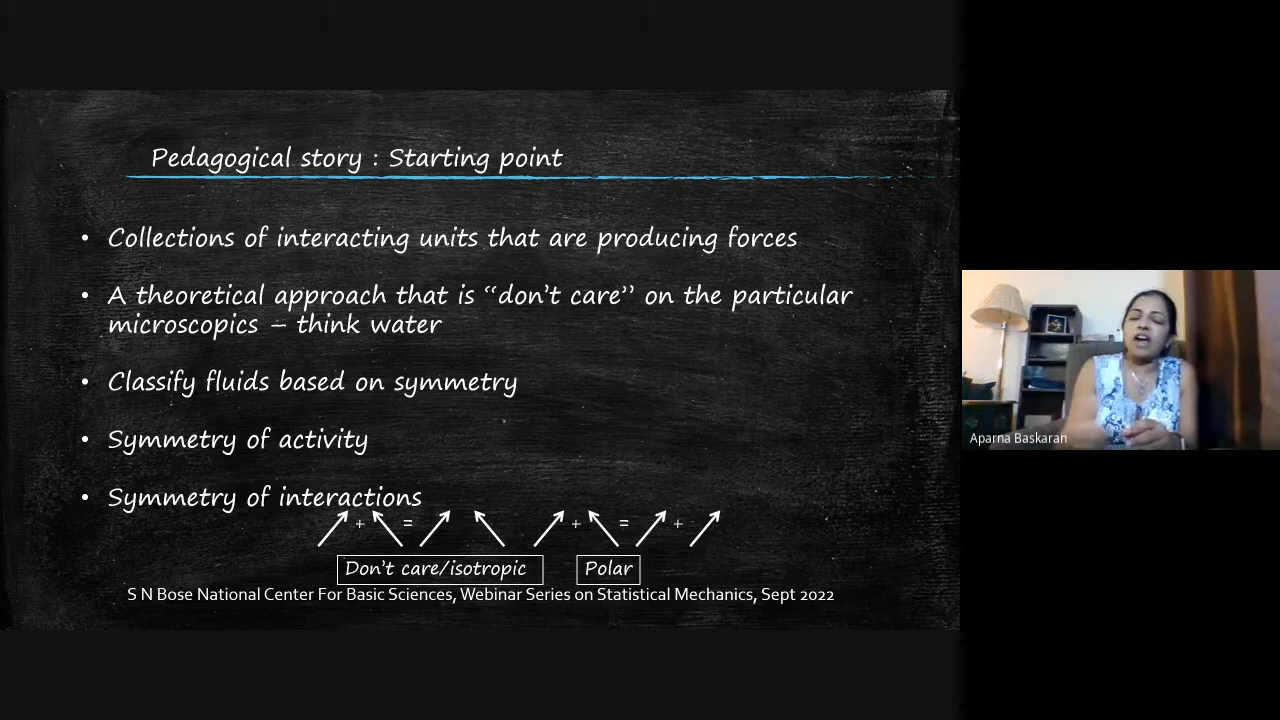 Pedagogical story : Starting point
• Collections of interacting units that are producing forces
• A theoretical approach that is “don’t care” on the particular
microscopics – think water
• Classify fluids based on symmetry
• Symmetry of activity
• Symmetry of interactions
+ = + = +
Don’t care/isotropic Polar
S N Bose National Center For Basic Sciences, Webinar Series on Statistical Mechanics, Sept 2022
Aparna Baskaran